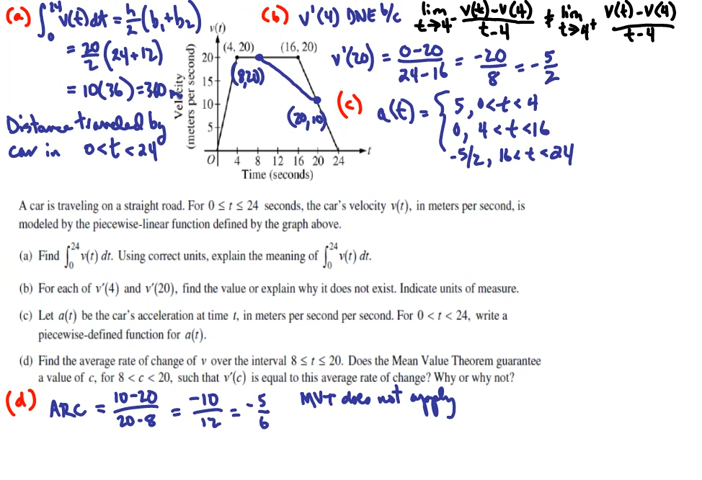 (a) ∫₀²⁴ v(t)dt = h/2 (b₁+b₂)
= 20/2 (24+12)
= 10(36) = 360 m
Distance traveled by
car in 0<t<24
(b) v'(4) DNE b/c lim t→4⁻ v(t)-v(4)/t-4 ≠ lim t→4⁺ v(t)-v(4)/t-4
v'(20) = 0-20/24-16 = -20/8 = -5/2
(c) a(t) = { 5, 0<t<4
0, 4<t<16
-5/2, 16<t<24
v(t)
(4, 20) (16, 20)
(8,20)
(20,10)
Velocity
(meters per second)
20
15
10
5
O 4 8 12 16 20 24 t
Time (seconds)
A car is traveling on a straight road. For 0 ≤ t ≤ 24 seconds, the car's velocity v(t), in meters per second, is
modeled by the piecewise-linear function defined by the graph above.
(a) Find ∫₀²⁴ v(t) dt. Using correct units, explain the meaning of ∫₀²⁴ v(t) dt.
(b) For each of v'(4) and v'(20), find the value or explain why it does not exist. Indicate units of measure.
(c) Let a(t) be the car's acceleration at time t, in meters per second per second. For 0 < t < 24, write a
piecewise-defined function for a(t).
(d) Find the average rate of change of v over the interval 8 ≤ t ≤ 20. Does the Mean Value Theorem guarantee
a value of c, for 8 < c < 20, such that v'(c) is equal to this average rate of change? Why or why not?
(d) ARC = 10-20/20-8 = -10/12 = -5/6 MVT does not apply